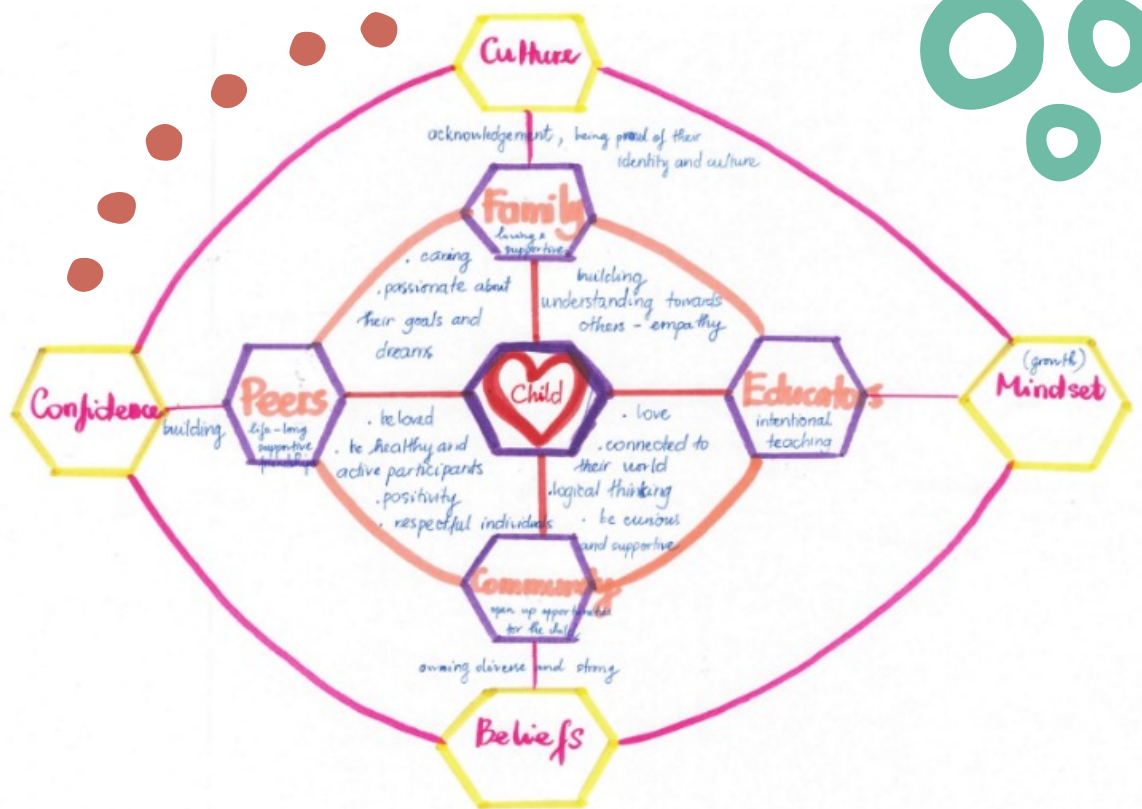 Culture
acknowledgement, being proud of their
identity and culture
Family
loving &
supportive
. caring
. passionate about
their goals and
dreams
building
understanding towards
others - empathy
Confidence
building
Peers
life-long
supportive
friendships
Child
Educators
intentional
teaching
(growth)
Mindset
. beloved
. be healthy and
active participants
. positivity
. respectful individuals
. love
. connected to
their world
. logical thinking
. be curious
and supportive
Community
open up opportunities
for the child
owning diverse and strong
Beliefs